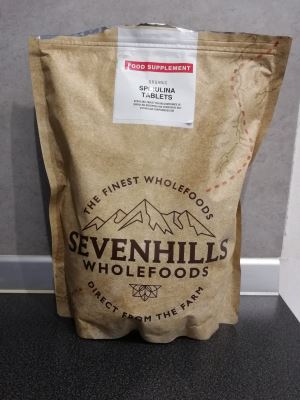 FOOD SUPPLEMENT
ORGANIC
SPIRULINA
TABLETS
THE FINEST WHOLEFOODS
SEVENHILLS
WHOLEFOODS
DIRECT FROM THE FARM